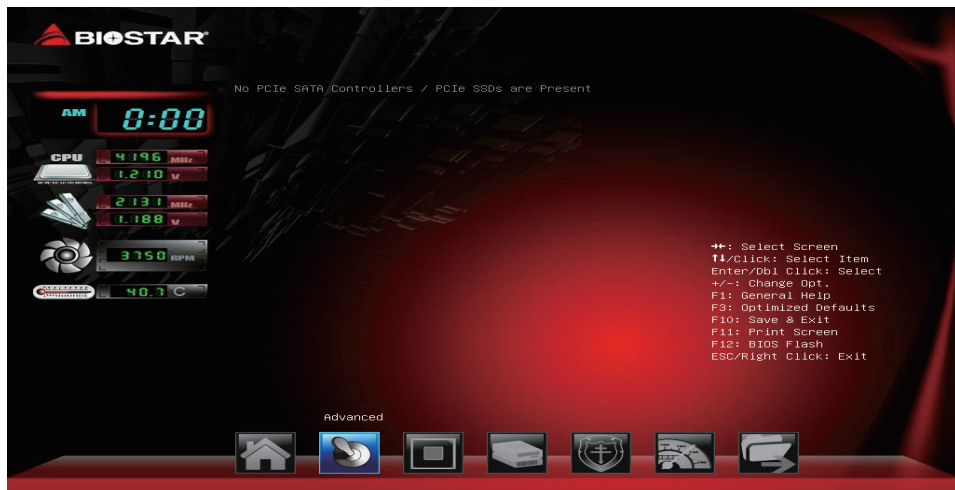 BIOSTAR
No PCIe SATA Controllers / PCIe SSDs are Present
AM 0:00
CPU 4196 MHz
1.210 V
2131 MHz
1.188 V
3750 RPM
40.7 C
→←: Select Screen
↑↓/Click: Select Item
Enter/Dbl Click: Select
+/-: Change Opt.
F1: General Help
F3: Optimized Defaults
F10: Save & Exit
F11: Print Screen
F12: BIOS Flash
ESC/Right Click: Exit
Advanced